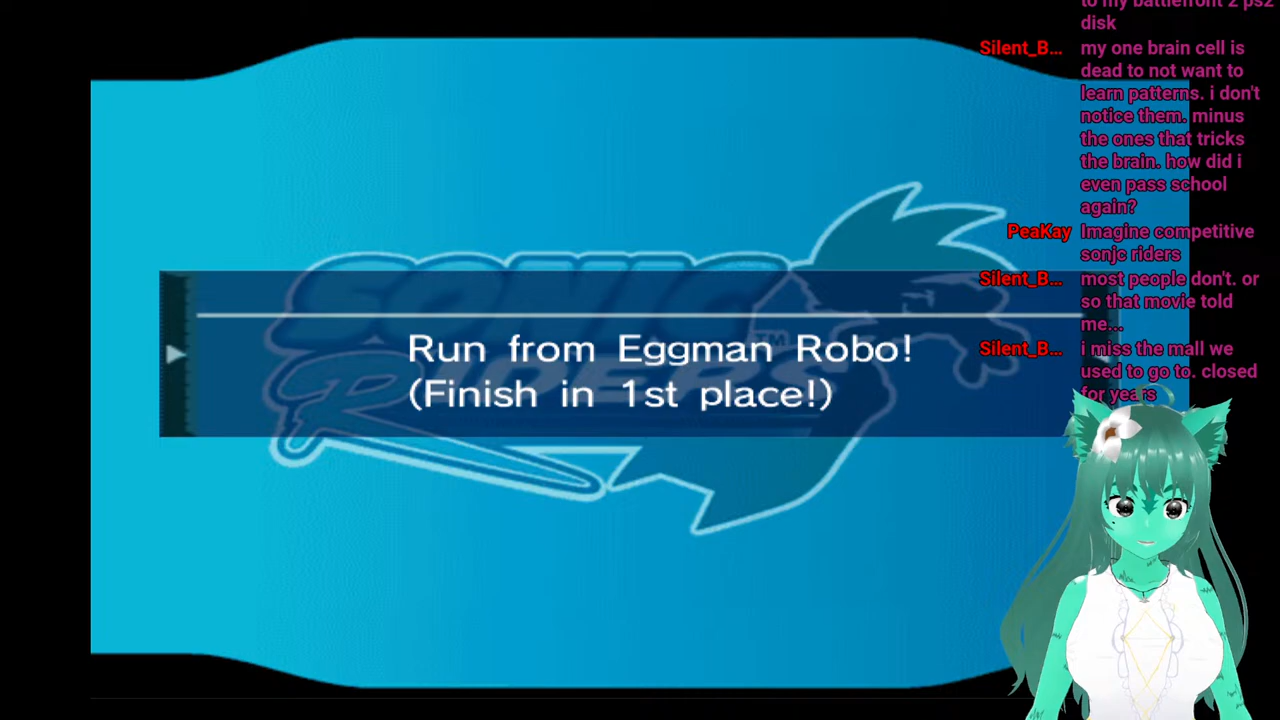 to my battlefront 2 ps2
disk
Silent_B... my one brain cell is
dead to not want to
learn patterns. i don't
notice them. minus
the ones that tricks
the brain. how did i
even pass school
again?
PeaKay Imagine competitive
sonjc riders
Silent_B... most people don't. or
so that movie told
me...
Silent_B... i miss the mall we
used to go to. closed
for years
SONIC
RIDERS
TM
Run from Eggman Robo!
(Finish in 1st place!)